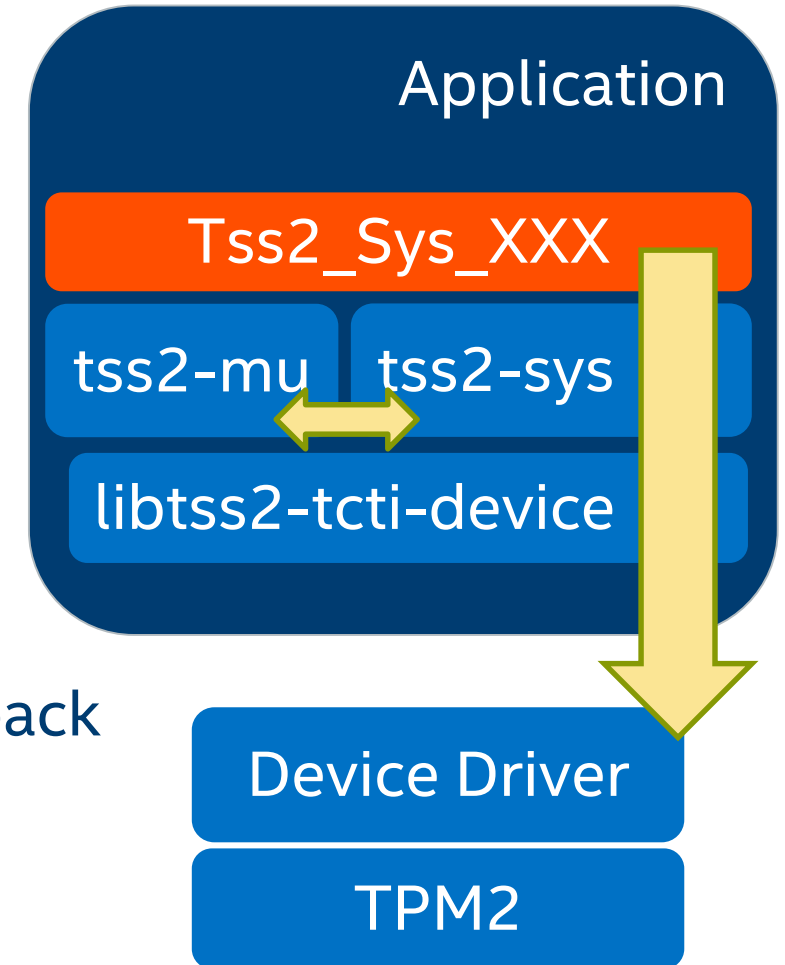 Application
Tss2_Sys_XXX
tss2-mu tss2-sys
libtss2-tcti-device
ack
Device Driver
TPM2